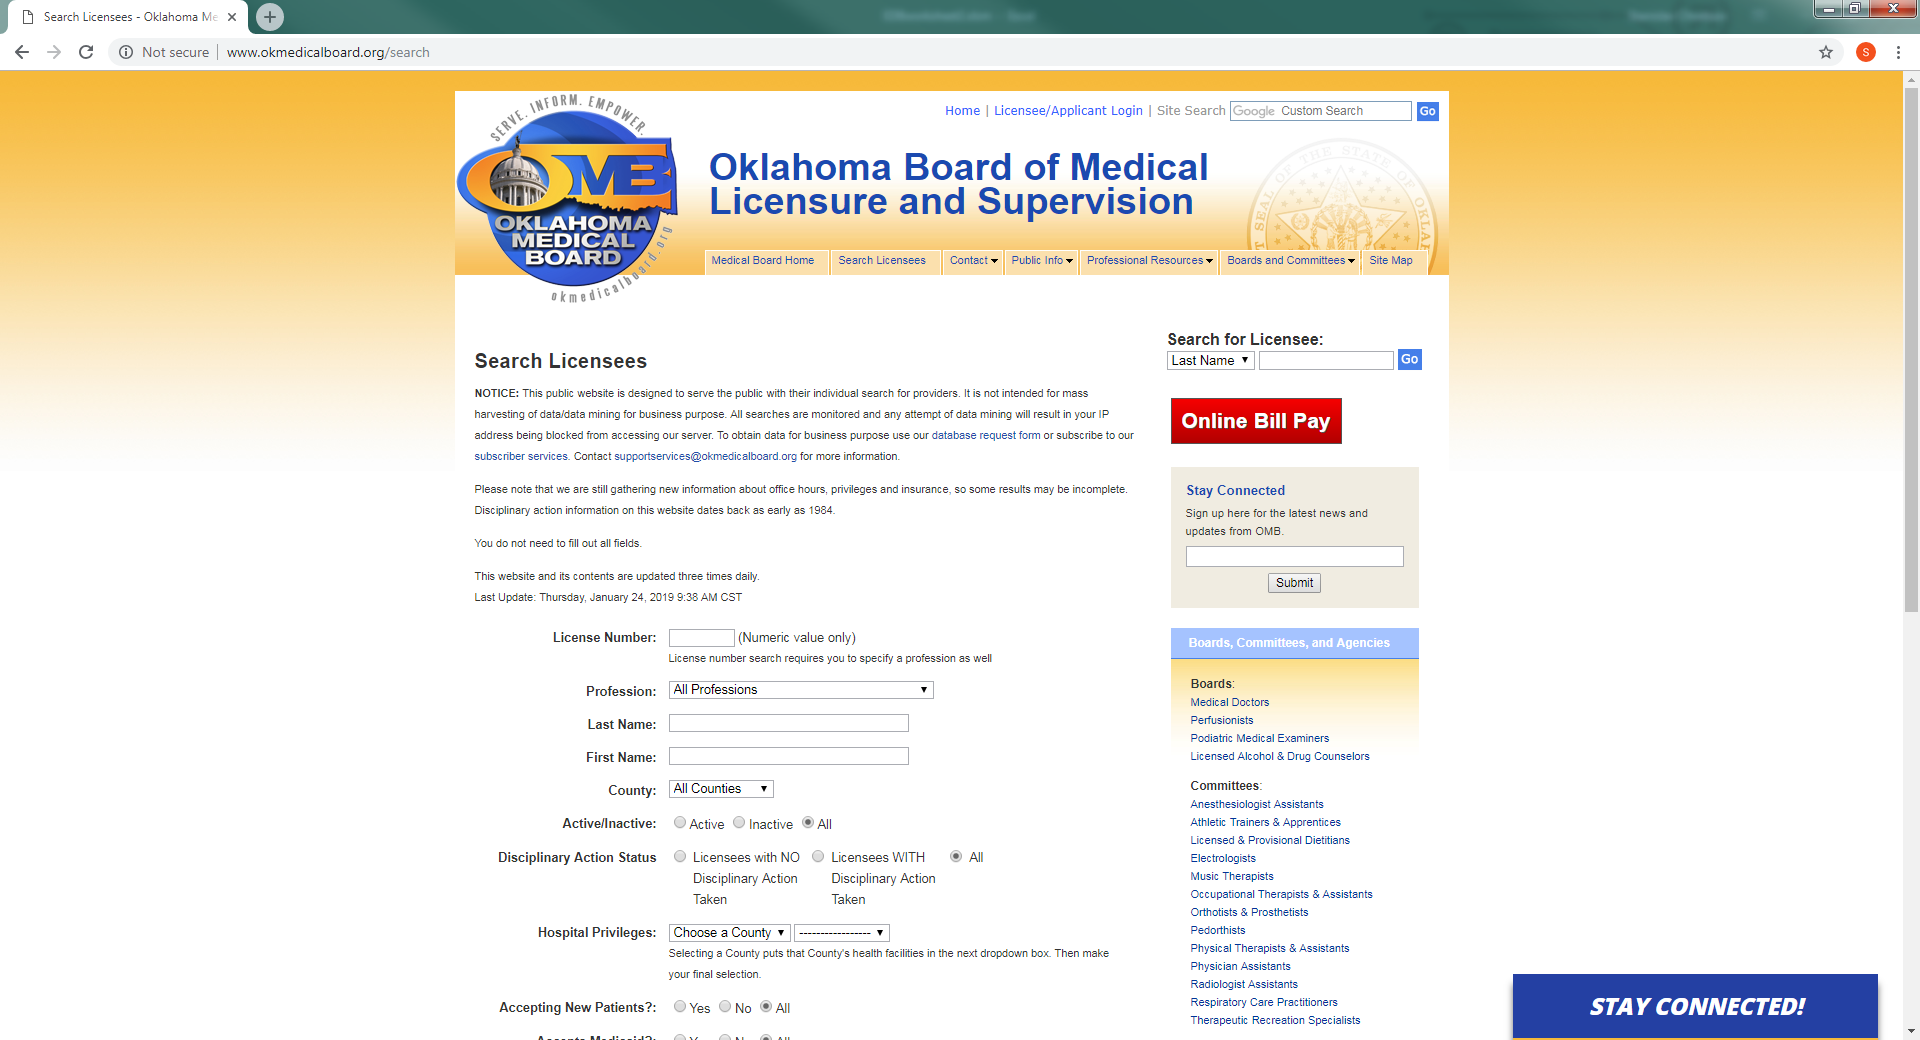 Search Licensees - Oklahoma Me
Not secure | www.okmedicalboard.org/search
S
SERVE. INFORM. EMPOWER.
OMB
OKLAHOMA
MEDICAL
BOARD
okmedicalboard.org
Home | Licensee/Applicant Login | Site Search Google Custom Search Go
Oklahoma Board of Medical
Licensure and Supervision
Medical Board Home
Search Licensees
Contact
Public Info
Professional Resources
Boards and Committees
Site Map
Search Licensees
NOTICE: This public website is designed to serve the public with their individual search for providers. It is not intended for mass
harvesting of data/data mining for business purpose. All searches are monitored and any attempt of data mining will result in your IP
address being blocked from accessing our server. To obtain data for business purpose use our database request form or subscribe to our
subscriber services. Contact supportservices@okmedicalboard.org for more information.
Please note that we are still gathering new information about office hours, privileges and insurance, so some results may be incomplete.
Disciplinary action information on this website dates back as early as 1984.
You do not need to fill out all fields.
This website and its contents are updated three times daily.
Last Update: Thursday, January 24, 2019 9:38 AM CST
License Number: (Numeric value only)
License number search requires you to specify a profession as well
Profession: All Professions
Last Name:
First Name:
County: All Counties
Active/Inactive: Active Inactive All
Disciplinary Action Status Licensees with NO Licensees WITH All
Disciplinary Action Disciplinary Action
Taken Taken
Hospital Privileges: Choose a County -----------------
Selecting a County puts that County's health facilities in the next dropdown box. Then make
your final selection.
Accepting New Patients?: Yes No All
Accepts Medicaid?: Yes No All
Search for Licensee:
Last Name Go
Online Bill Pay
Stay Connected
Sign up here for the latest news and
updates from OMB.
Submit
Boards, Committees, and Agencies
Boards:
Medical Doctors
Perfusionists
Podiatric Medical Examiners
Licensed Alcohol & Drug Counselors
Committees:
Anesthesiologist Assistants
Athletic Trainers & Apprentices
Licensed & Provisional Dietitians
Electrologists
Music Therapists
Occupational Therapists & Assistants
Orthotists & Prosthetists
Pedorthists
Physical Therapists & Assistants
Physician Assistants
Radiologist Assistants
Respiratory Care Practitioners
Therapeutic Recreation Specialists
STAY CONNECTED!